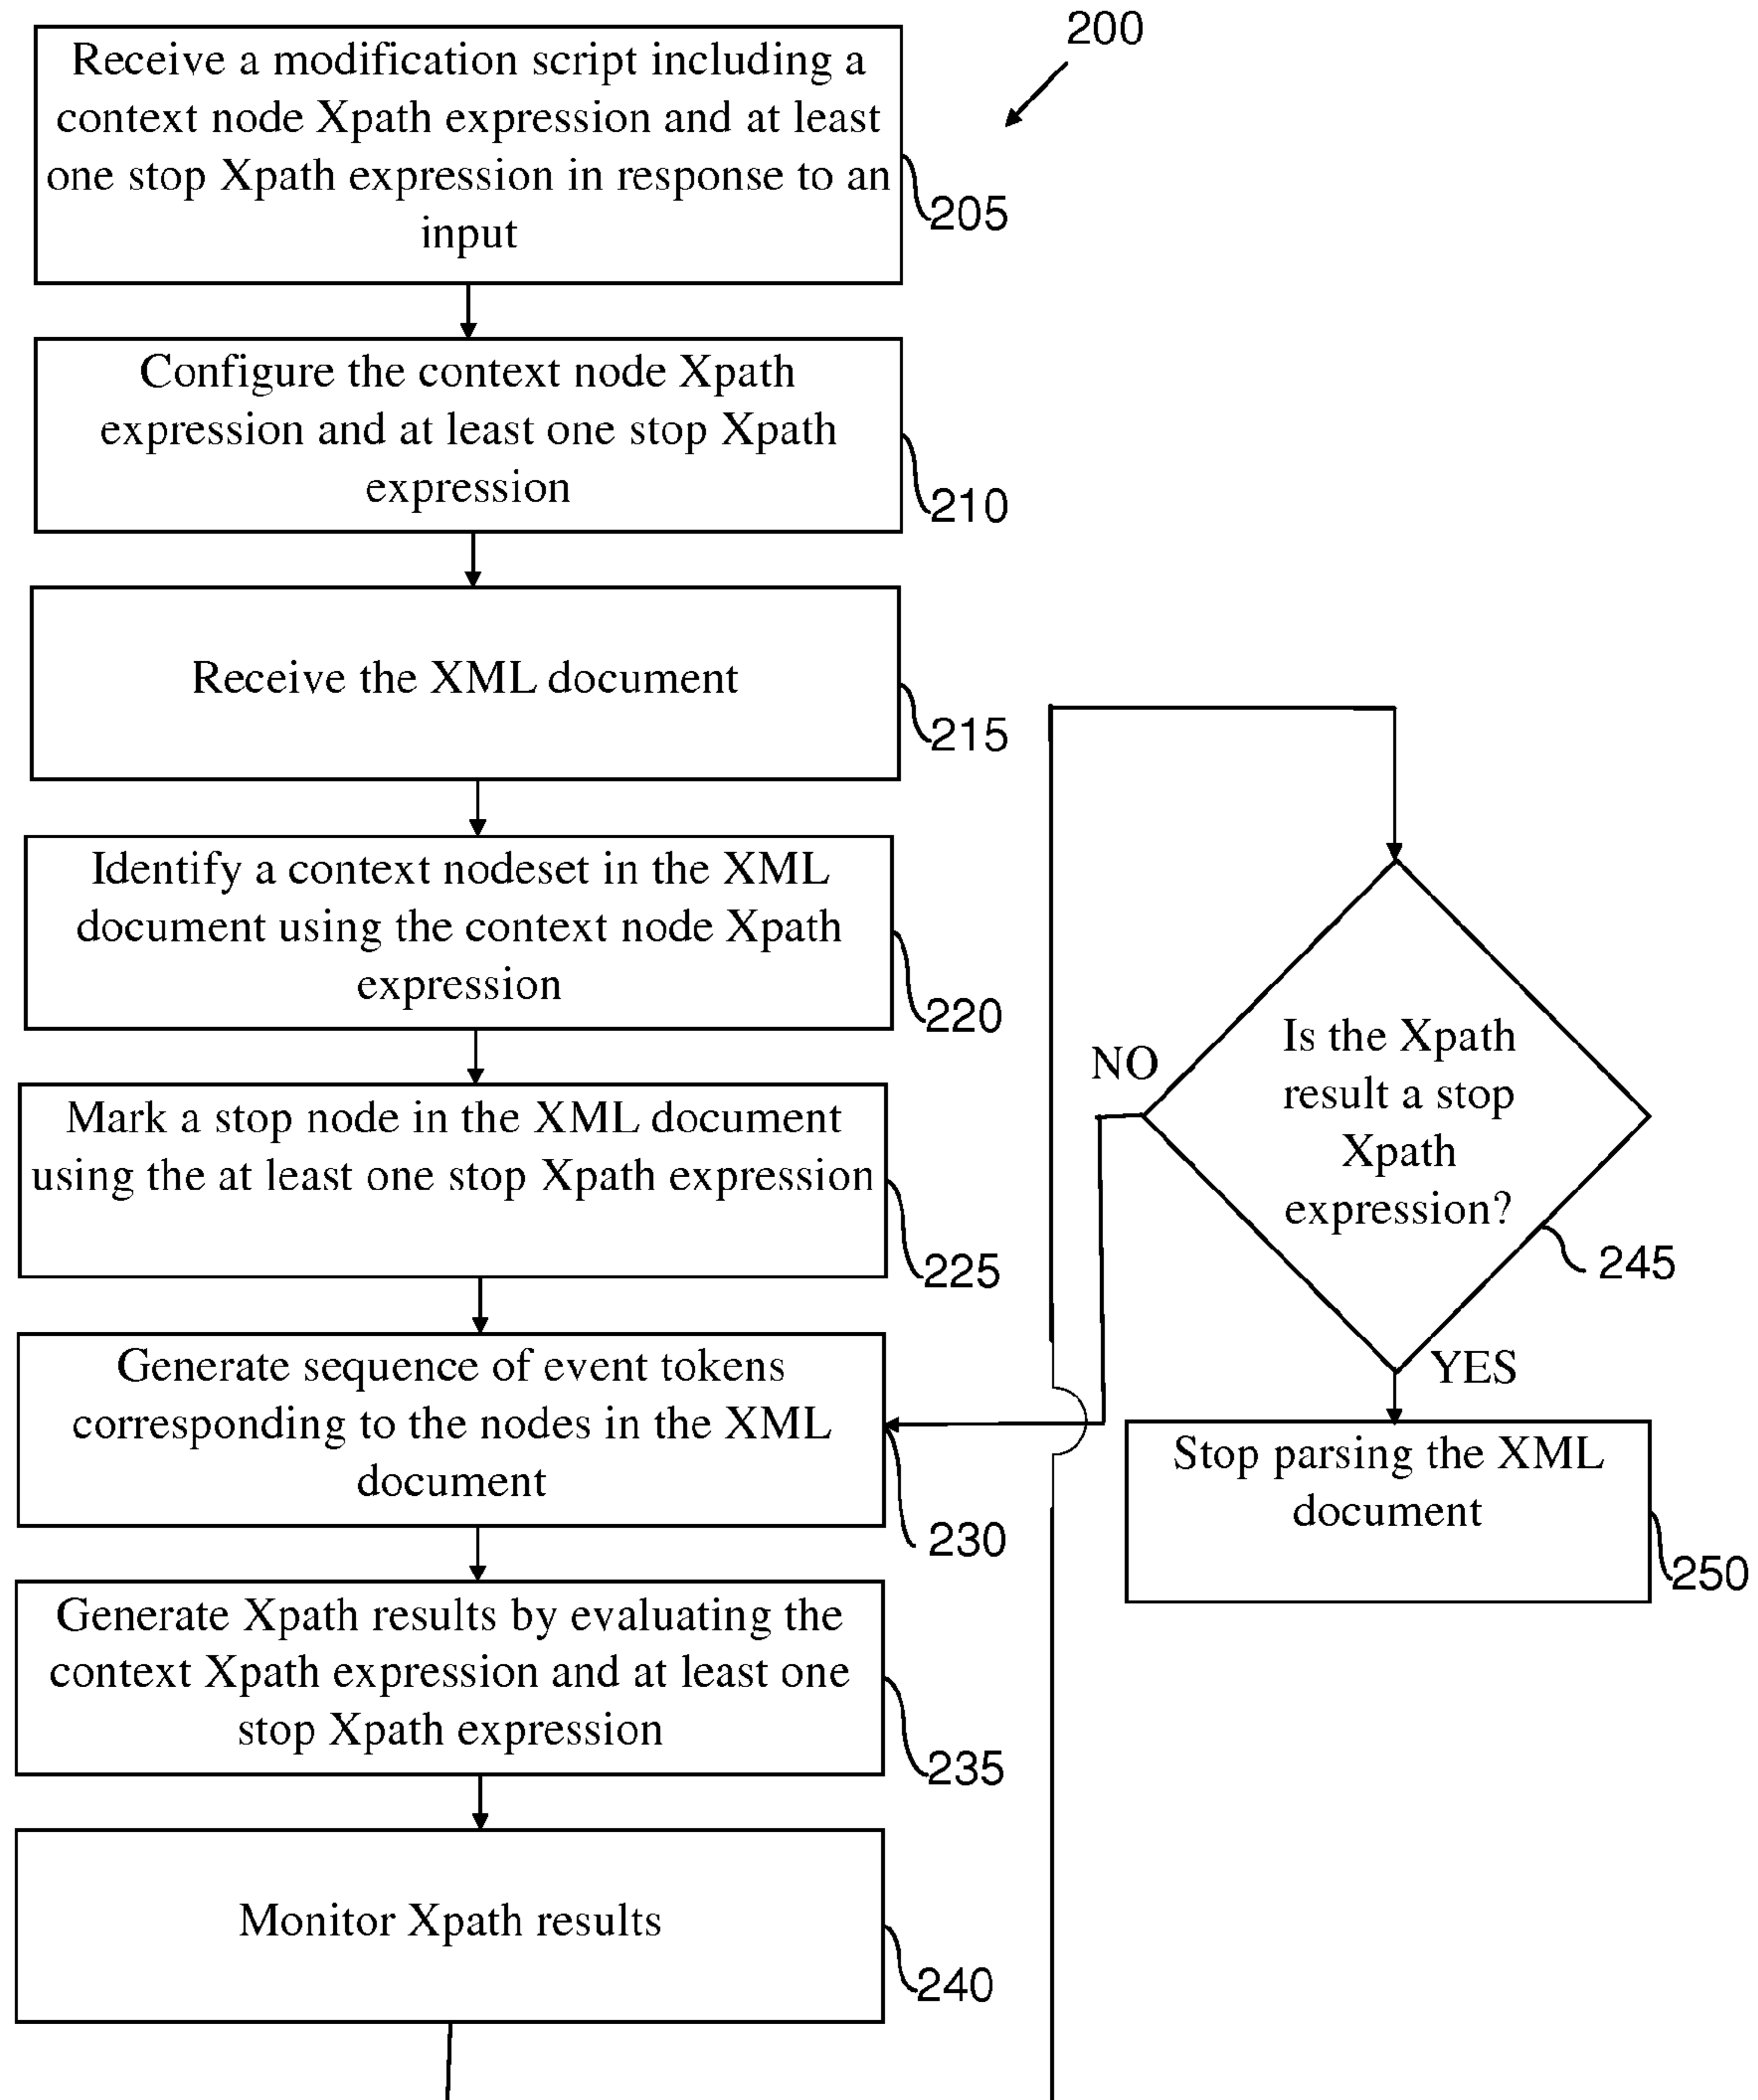 200
Receive a modification script including a
context node Xpath expression and at least
one stop Xpath expression in response to an
input
205
Configure the context node Xpath
expression and at least one stop Xpath
expression
210
Receive the XML document
215
Identify a context nodeset in the XML
document using the context node Xpath
expression
220
Mark a stop node in the XML document
using the at least one stop Xpath expression
225
Generate sequence of event tokens
corresponding to the nodes in the XML
document
230
Generate Xpath results by evaluating the
context Xpath expression and at least one
stop Xpath expression
235
Monitor Xpath results
240
Is the Xpath
result a stop
Xpath
expression?
245
NO
YES
Stop parsing the XML
document
250